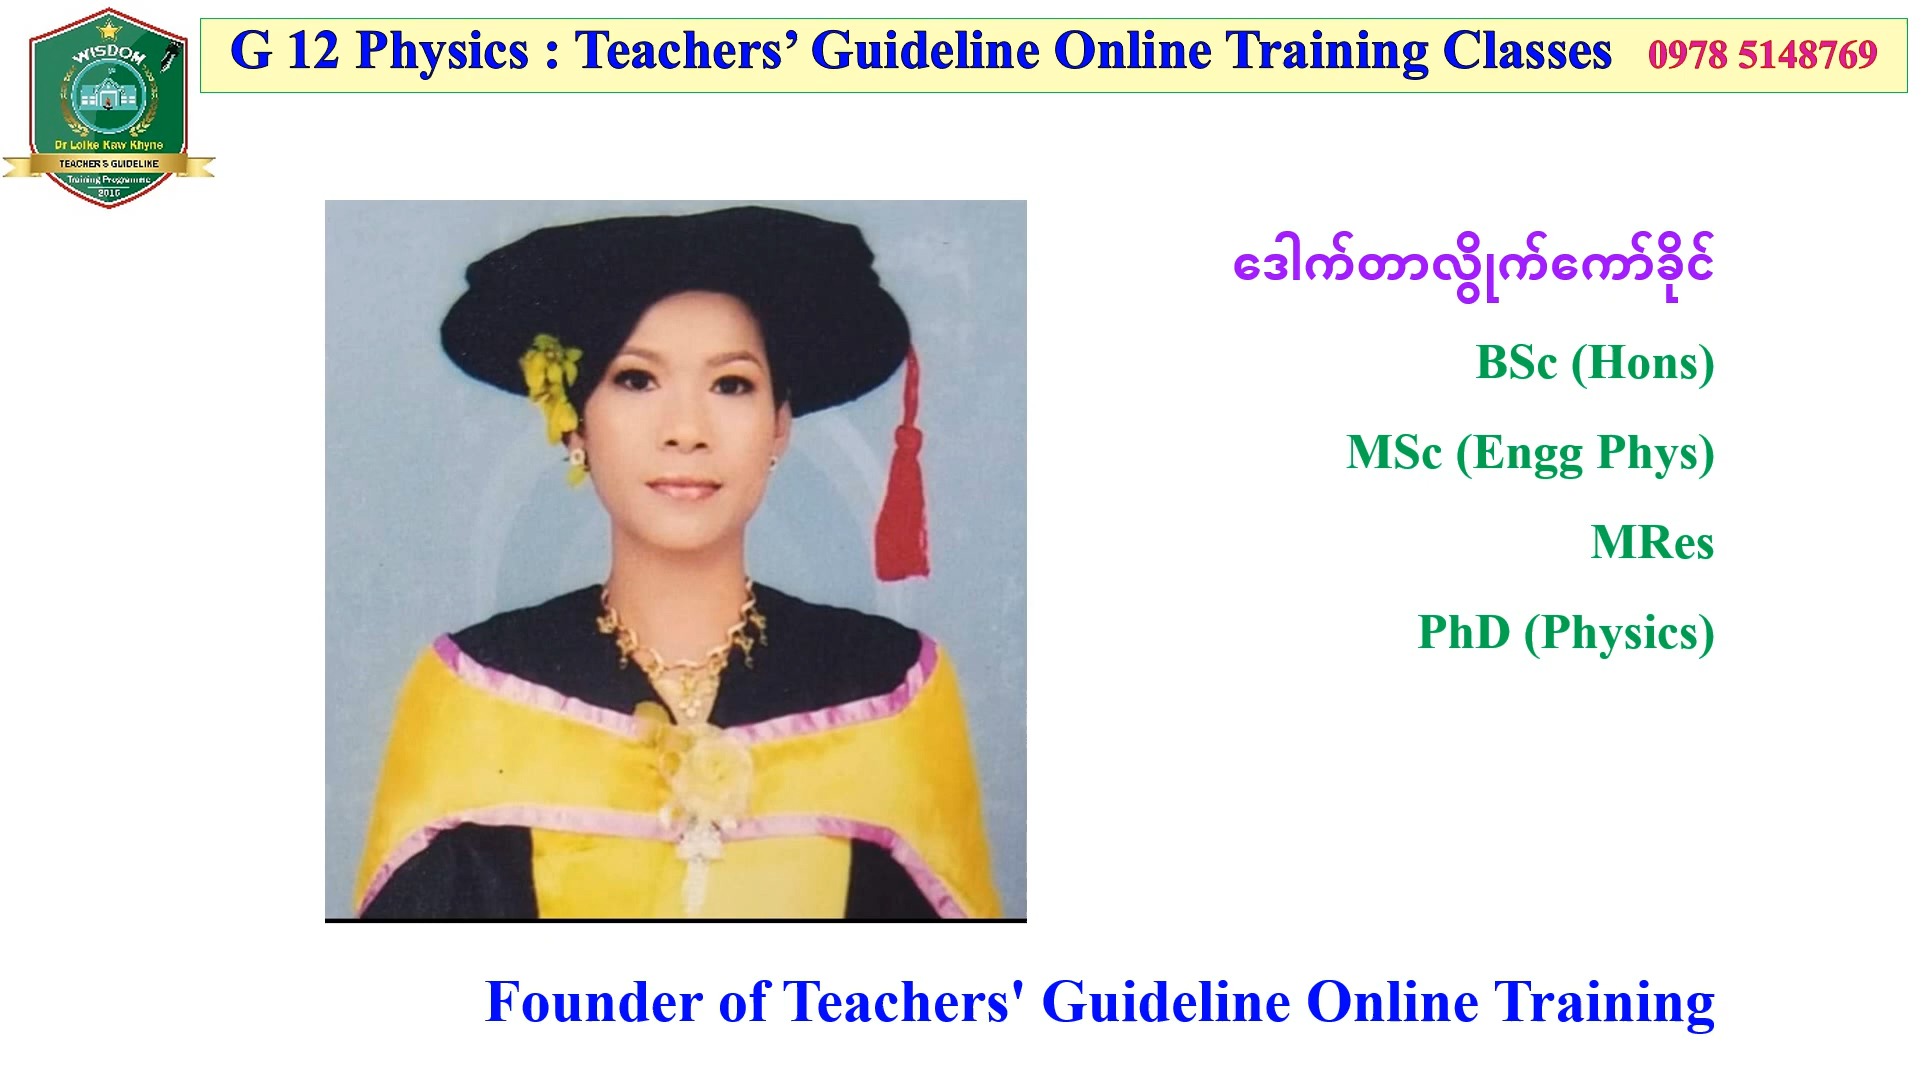 G 12 Physics : Teachers’ Guideline Online Training Classes 0978 5148769
WISDOM
Dr Loike Kaw Khyne
TEACHER'S GUIDELINE
Training Programme
2016
ဒေါက်တာလွိုက်ကော်ခိုင်
BSc (Hons)
MSc (Engg Phys)
MRes
PhD (Physics)
Founder of Teachers' Guideline Online Training